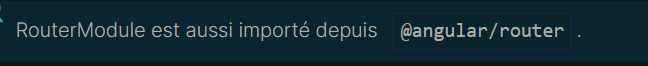 RouterModule est aussi importé depuis @angular/router .